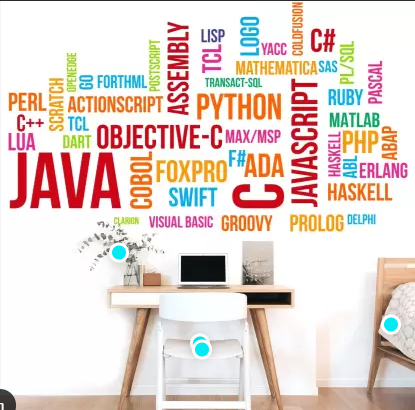 ASSEMBLY
LISP
TCL
LOGO
YACC
COLDFUSION
C#
PL/SQL
OPENEDGE
GO
FORTHML
POSTSCRIPT
TRANSACT-SQL
MATHEMATICA
SAS
PASCAL
PERL
SCRATCH
ACTIONSCRIPT
PYTHON
JAVASCRIPT
RUBY
C++
TCL
MATLAB
LUA
DART
OBJECTIVE-C
MAX/MSP
HASKELL
PHP
ABAP
JAVA
COBOL
FOXPRO
F#
ADA
ABL
ERLANG
SWIFT
C
HASKELL
CLARION
VISUAL BASIC
GROOVY
PROLOG
DELPHI